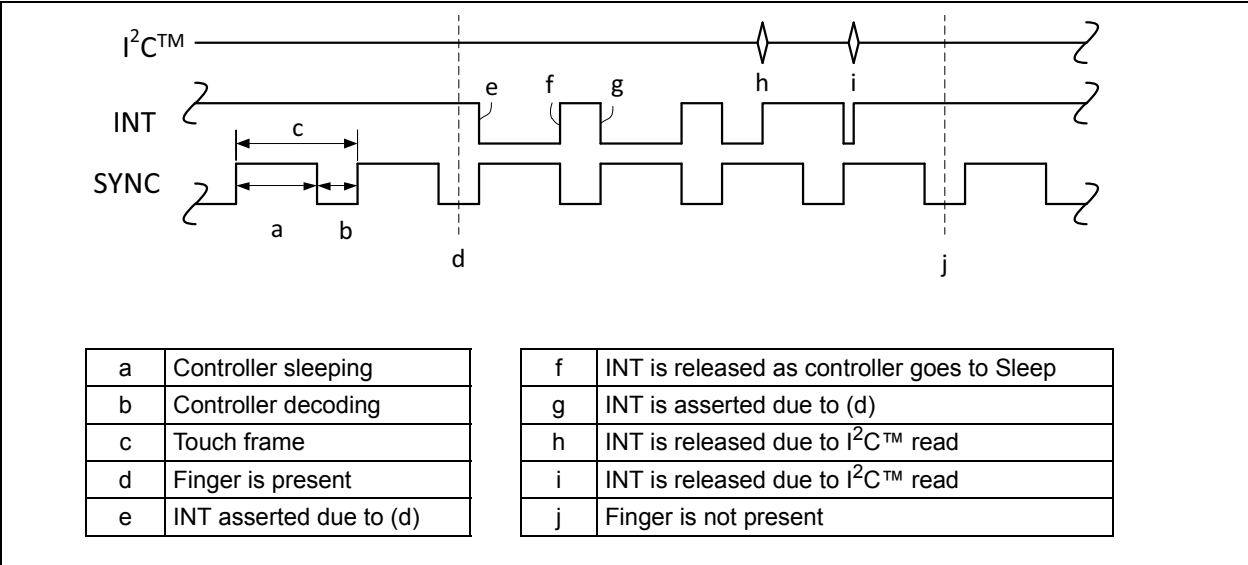 I²C™
INT
SYNC
c
a
b
d
e
f
g
h
i
j
a Controller sleeping
b Controller decoding
c Touch frame
d Finger is present
e INT asserted due to (d)
f INT is released as controller goes to Sleep
g INT is asserted due to (d)
h INT is released due to I²C™ read
i INT is released due to I²C™ read
j Finger is not present